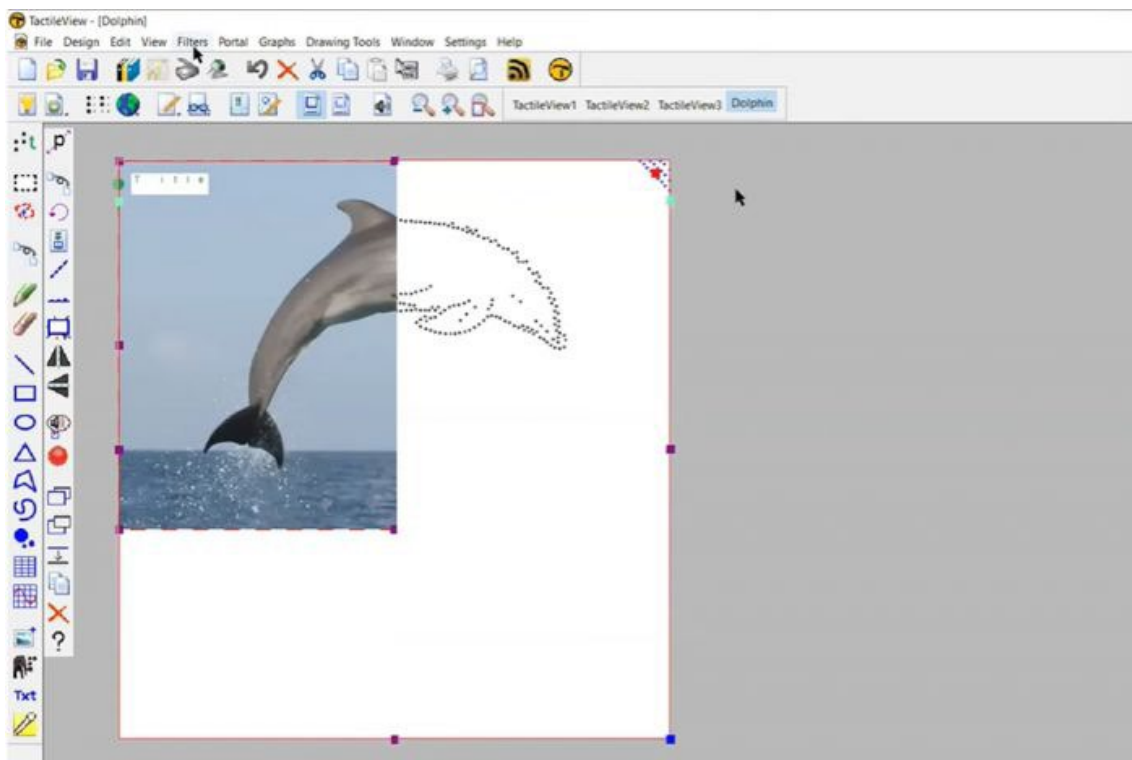 TactileView - [Dolphin]
File Design Edit View Filters Portal Graphs Drawing Tools Window Settings Help
TactileView1 TactileView2 TactileView3 Dolphin
t p
Title
Txt
?